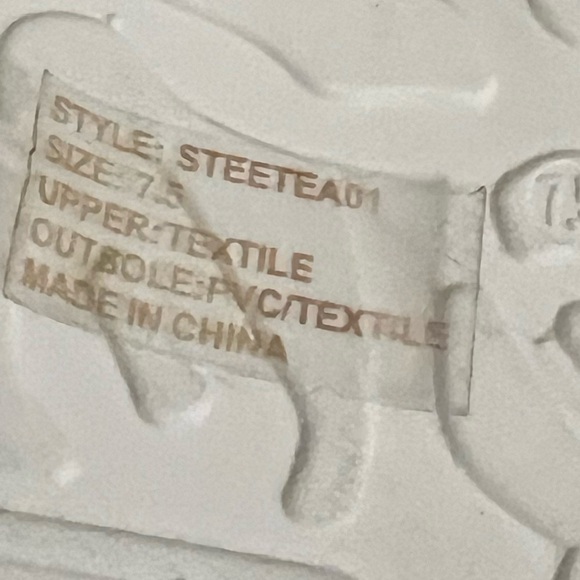 STYLE: STEETEA01
SIZE: 7.5
UPPER: TEXTILE
OUTSOLE: PVC/TEXTILE
MADE IN CHINA